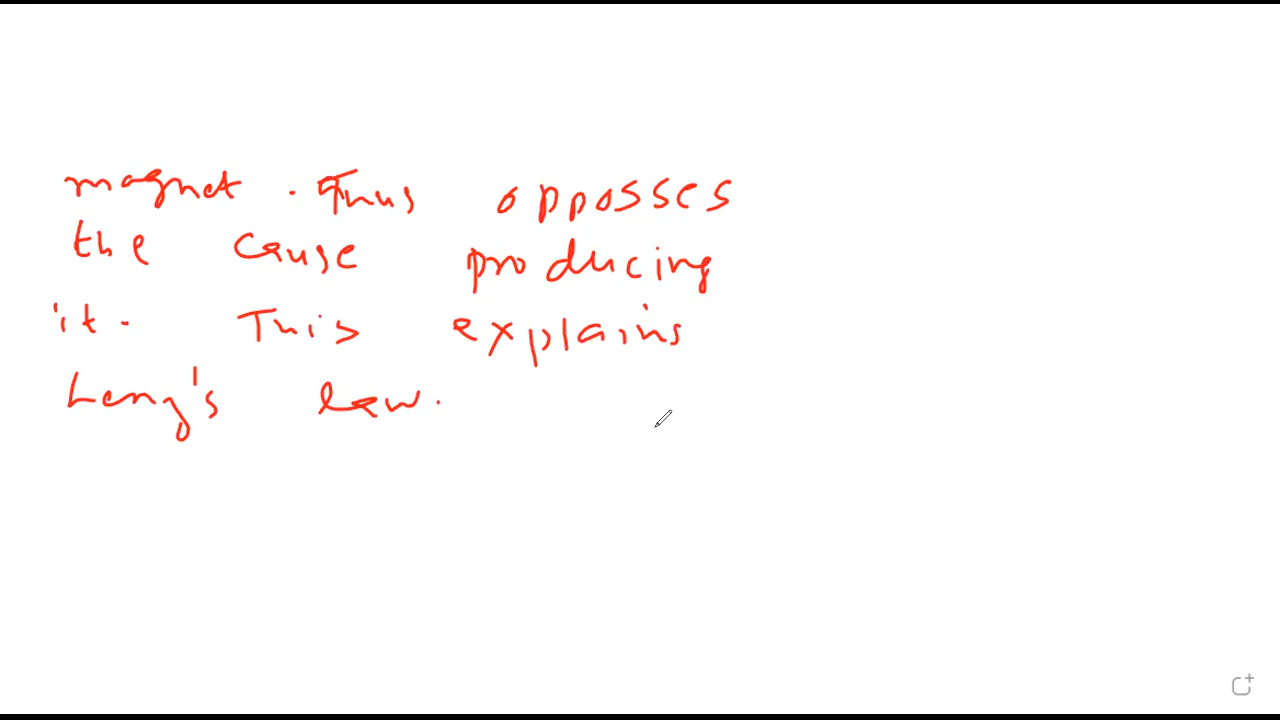 magnet. Thus opposses
the cause producing
it. This explains
Lenz's law.